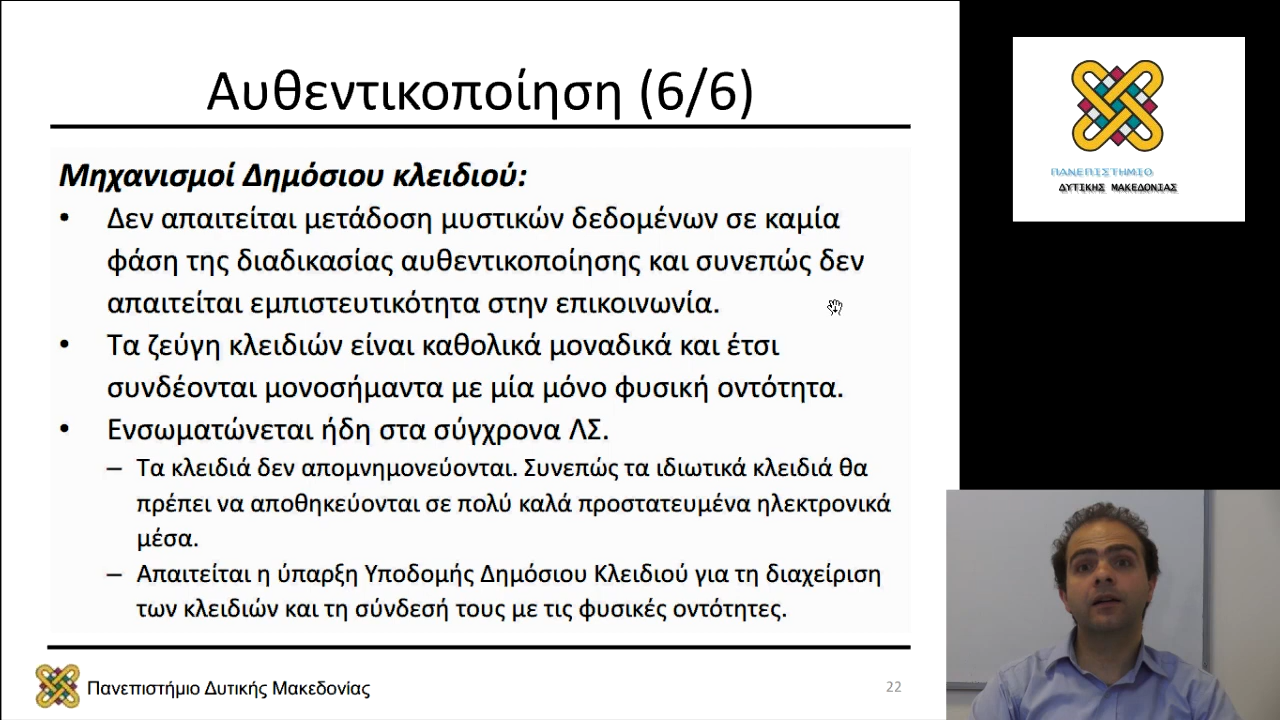 Αυθεντικοποίηση (6/6)
Μηχανισμοί Δημόσιου κλειδιού:
• Δεν απαιτείται μετάδοση μυστικών δεδομένων σε καμία
φάση της διαδικασίας αυθεντικοποίησης και συνεπώς δεν
απαιτείται εμπιστευτικότητα στην επικοινωνία.
• Τα ζεύγη κλειδιών είναι καθολικά μοναδικά και έτσι
συνδέονται μονοσήμαντα με μία μόνο φυσική οντότητα.
• Ενσωματώνεται ήδη στα σύγχρονα ΛΣ.
– Τα κλειδιά δεν απομνημονεύονται. Συνεπώς τα ιδιωτικά κλειδιά θα
πρέπει να αποθηκεύονται σε πολύ καλά προστατευμένα ηλεκτρονικά
μέσα.
– Απαιτείται η ύπαρξη Υποδομής Δημόσιου Κλειδιού για τη διαχείριση
των κλειδιών και τη σύνδεσή τους με τις φυσικές οντότητες.
Πανεπιστήμιο Δυτικής Μακεδονίας
22
ΠΑΝΕΠΙΣΤΗΜΙΟ
ΔΥΤΙΚΗΣ ΜΑΚΕΔΟΝΙΑΣ